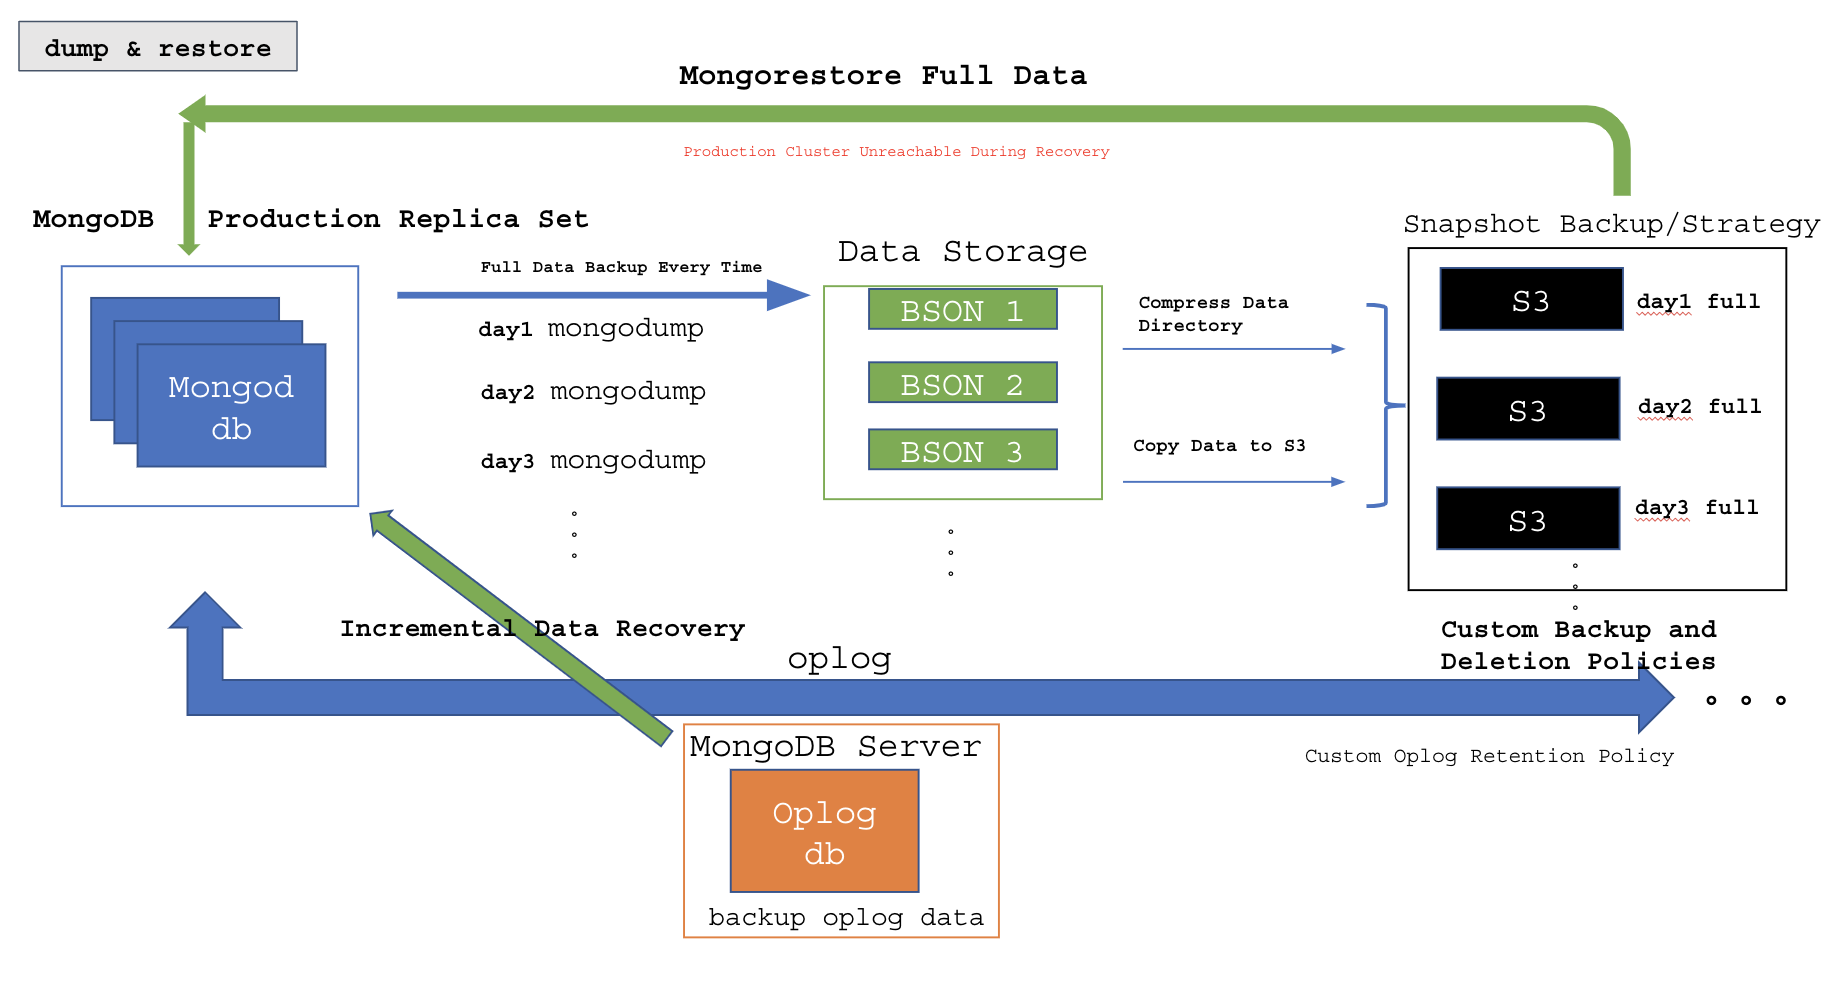 dump & restore
Mongorestore Full Data
Production Cluster Unreachable During Recovery
MongoDB Production Replica Set
Mongod
db
Full Data Backup Every Time
day1 mongodump
day2 mongodump
day3 mongodump
Data Storage
BSON 1
BSON 2
BSON 3
Compress Data
Directory
Copy Data to S3
Snapshot Backup/Strategy
S3 day1 full
S3 day2 full
S3 day3 full
Custom Backup and
Deletion Policies
Incremental Data Recovery
oplog
Custom Oplog Retention Policy
MongoDB Server
Oplog
db
backup oplog data